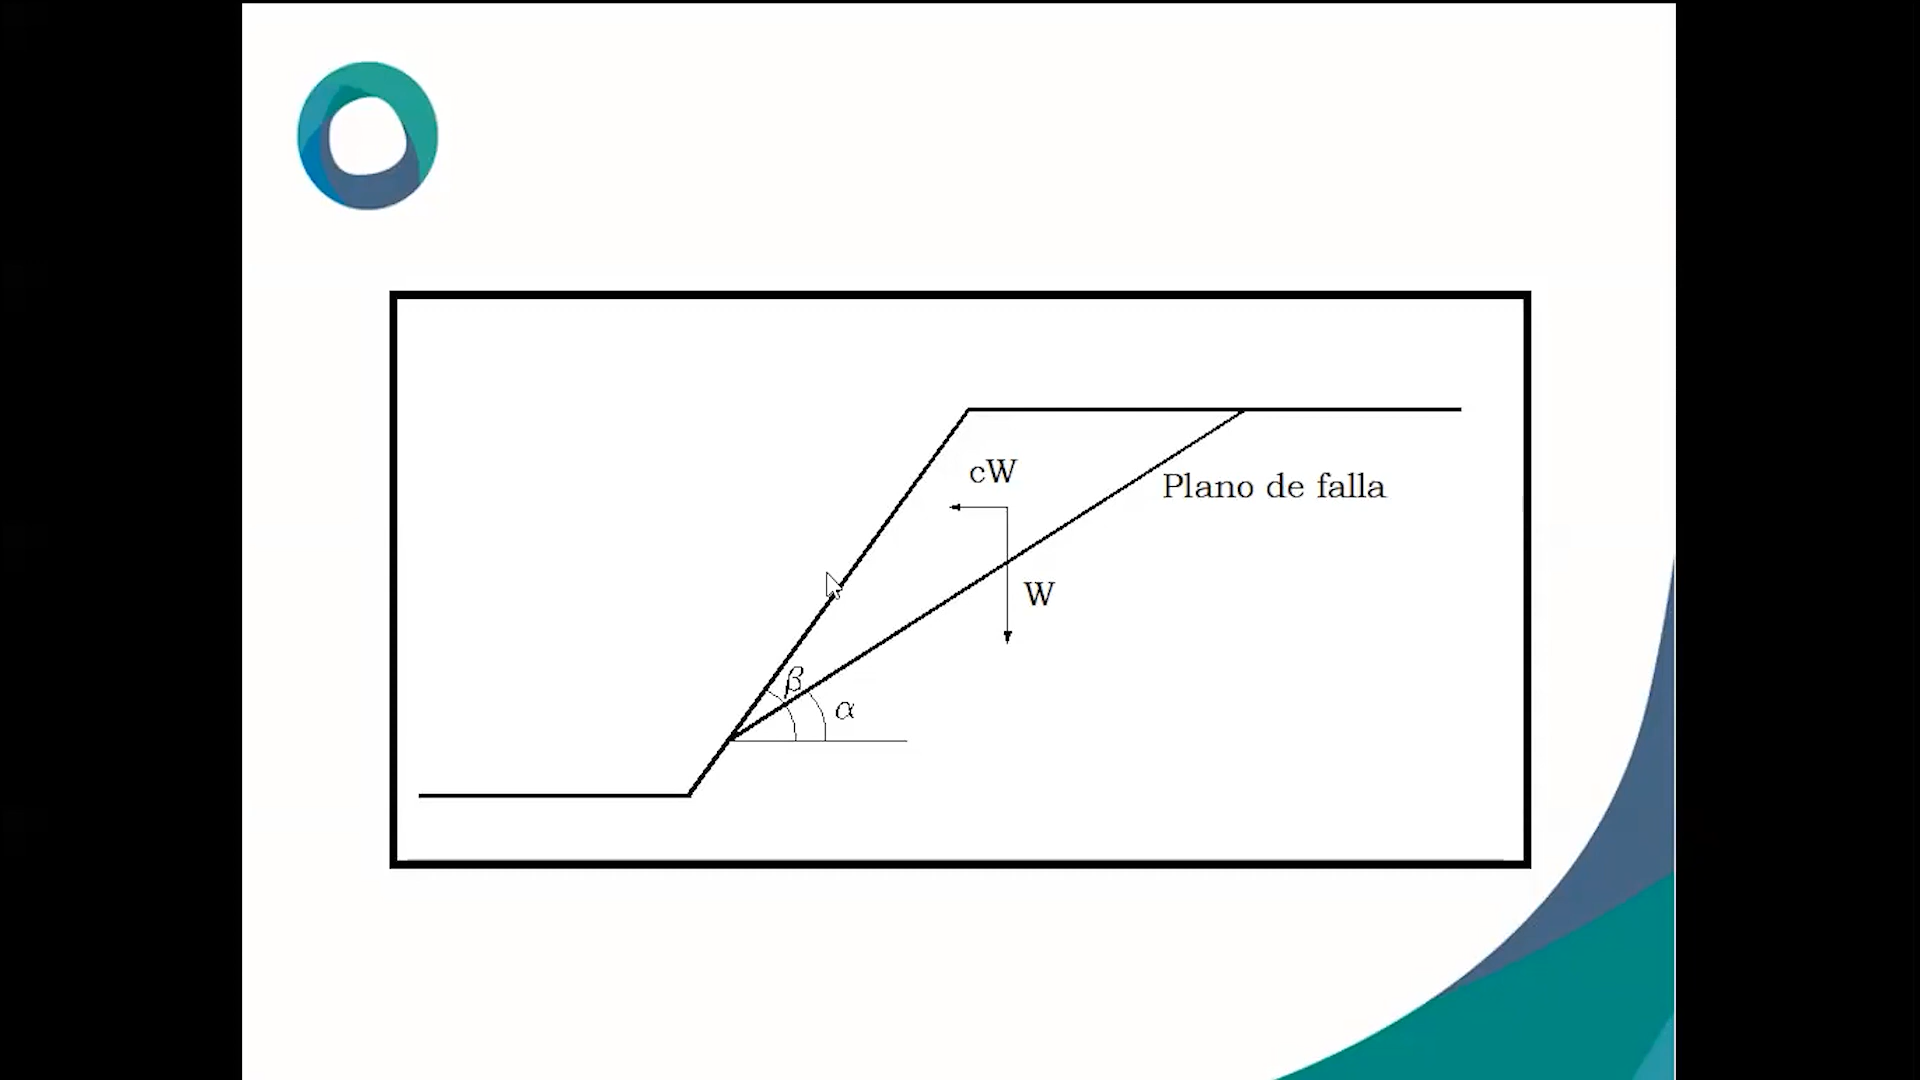 cW
Plano de falla
W
β
α